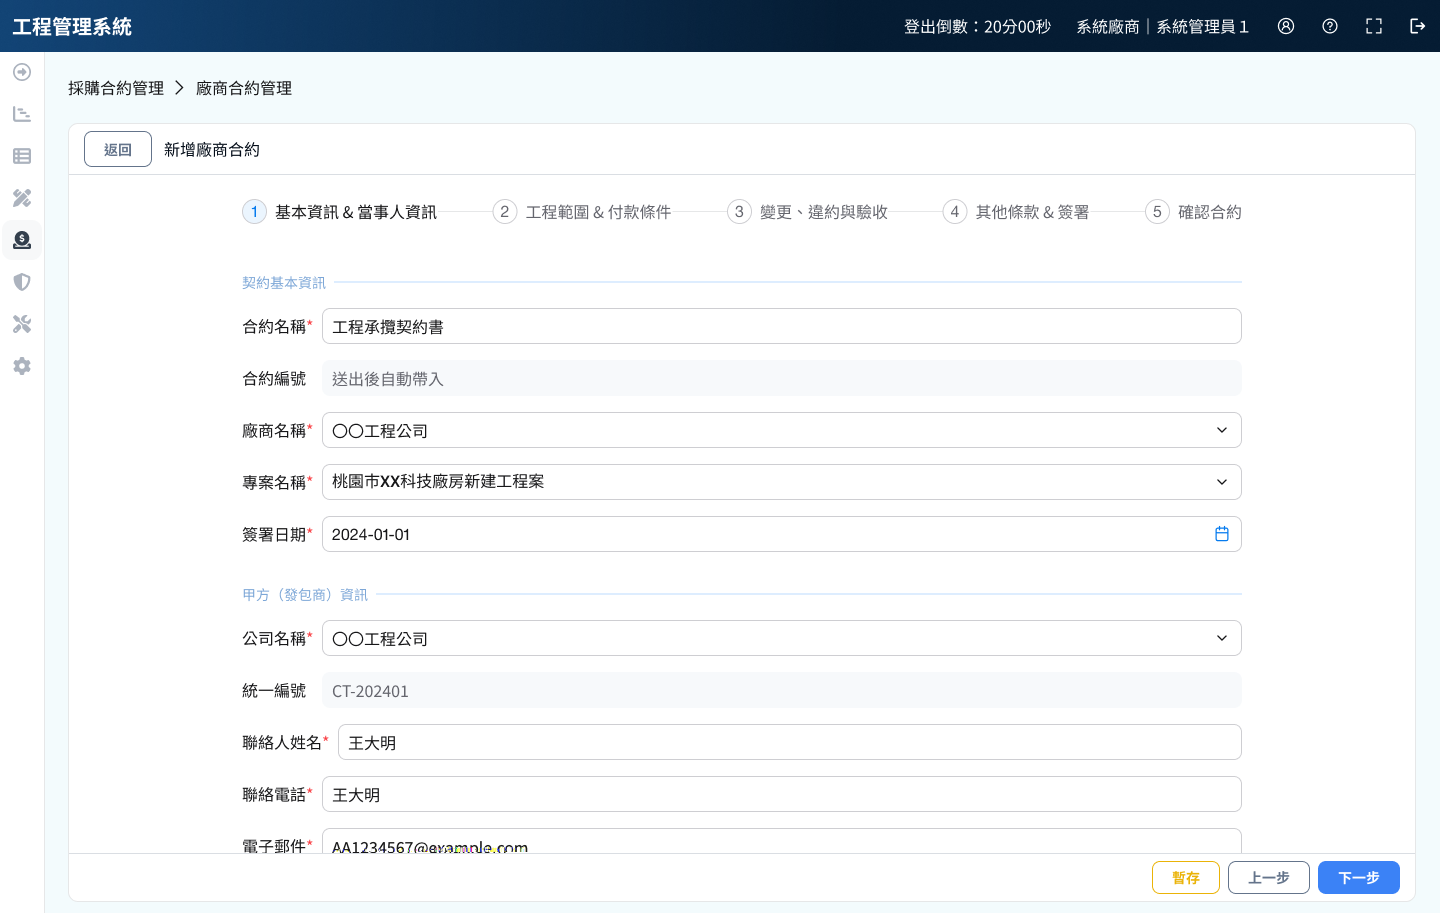 工程管理系統
登出倒數：20分00秒
系統廠商｜系統管理員１
採購合約管理 > 廠商合約管理
返回 新增廠商合約
1 基本資訊 & 當事人資訊
2 工程範圍 & 付款條件
3 變更、違約與驗收
4 其他條款 & 簽署
5 確認合約
契約基本資訊
合約名稱* 工程承攬契約書
合約編號 送出後自動帶入
廠商名稱* 〇〇工程公司
專案名稱* 桃園市XX科技廠房新建工程案
簽署日期* 2024-01-01
甲方（發包商）資訊
公司名稱* 〇〇工程公司
統一編號 CT-202401
聯絡人姓名* 王大明
聯絡電話* 王大明
電子郵件* AA1234567@example.com
暫存 上一步 下一步